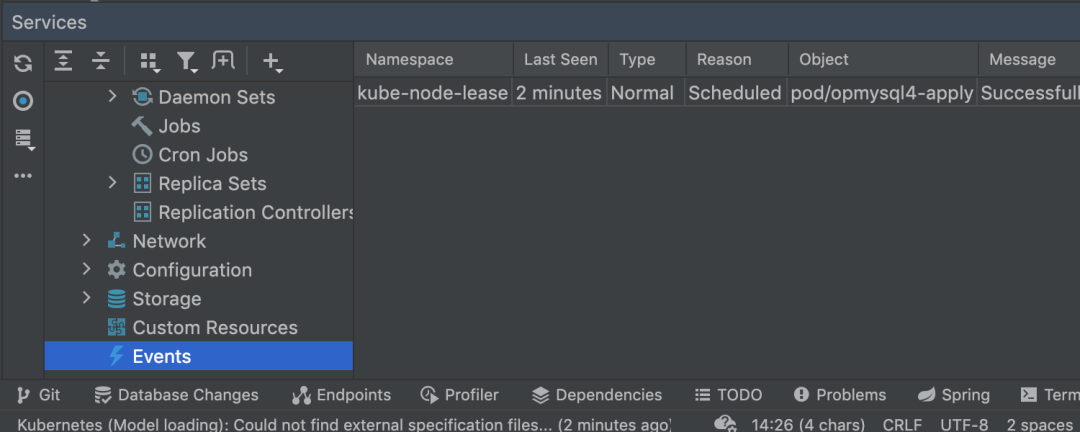 Services
Namespace Last Seen Type Reason Object Message
kube-node-lease 2 minutes Normal Scheduled pod/opmysql4-apply Successfull
Daemon Sets
Jobs
Cron Jobs
Replica Sets
Replication Controllers
Network
Configuration
Storage
Custom Resources
Events
Git Database Changes Endpoints Profiler Dependencies TODO Problems Spring Term
Kubernetes (Model loading): Could not find external specification files... (2 minutes ago) 14:26 (4 chars) CRLF UTF-8 2 spaces